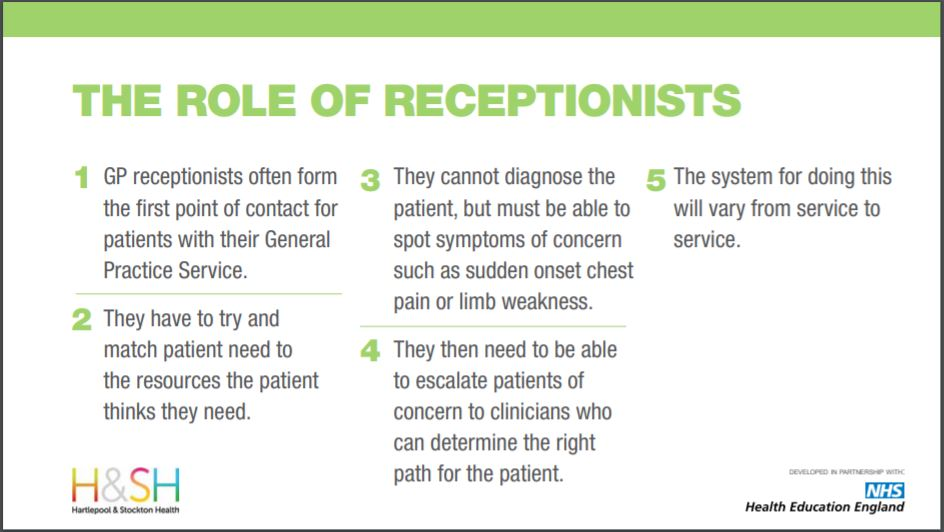 THE ROLE OF RECEPTIONISTS
1 GP receptionists often form
the first point of contact for
patients with their General
Practice Service.
2 They have to try and
match patient need to
the resources the patient
thinks they need.
3 They cannot diagnose the
patient, but must be able to
spot symptoms of concern
such as sudden onset chest
pain or limb weakness.
4 They then need to be able
to escalate patients of
concern to clinicians who
can determine the right
path for the patient.
5 The system for doing this
will vary from service to
service.
H&SH
Hartlepool & Stockton Health
DEVELOPED IN PARTNERSHIP WITH:
NHS
Health Education England